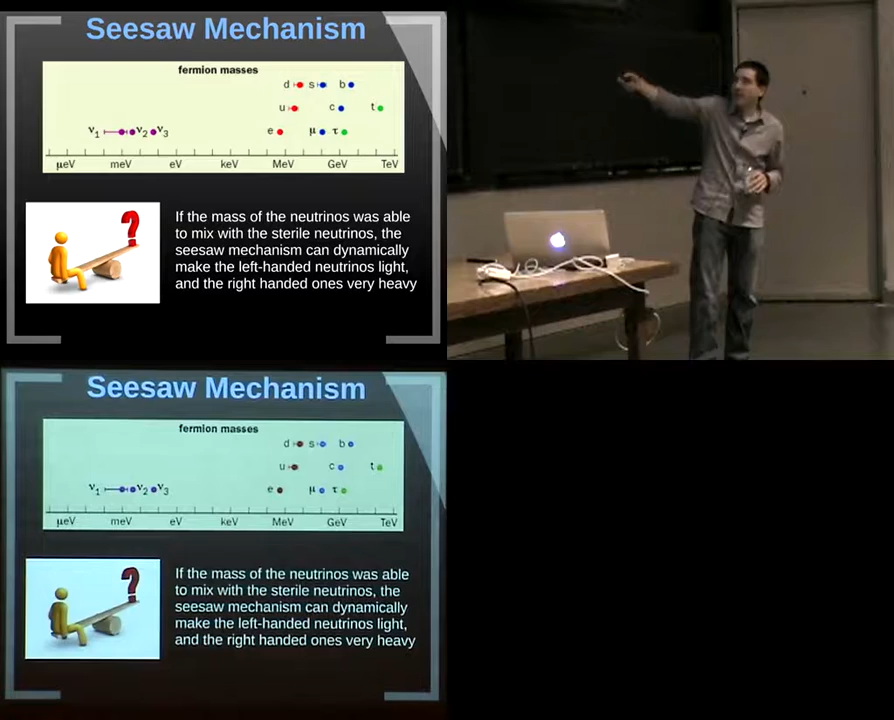 Seesaw Mechanism
fermion masses
d s b
u c t
ν1 ν2 ν3 e μ τ
μeV meV eV keV MeV GeV TeV
?
If the mass of the neutrinos was able
to mix with the sterile neutrinos, the
seesaw mechanism can dynamically
make the left-handed neutrinos light,
and the right handed ones very heavy
Seesaw Mechanism
fermion masses
d s b
u c t
ν1 ν2 ν3 e μ τ
μeV meV eV keV MeV GeV TeV
?
If the mass of the neutrinos was able
to mix with the sterile neutrinos, the
seesaw mechanism can dynamically
make the left-handed neutrinos light,
and the right handed ones very heavy